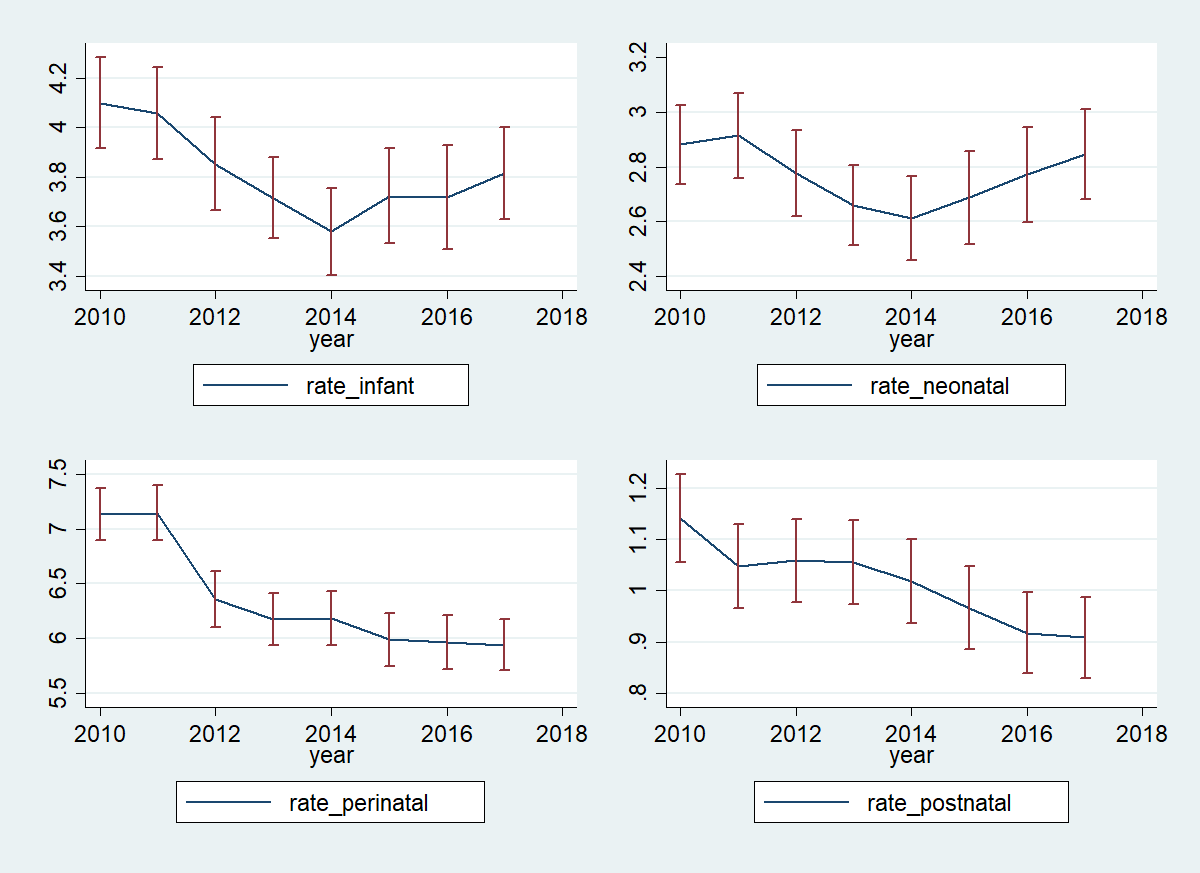 4.2
4
3.8
3.6
3.4
2010 2012 2014 2016 2018
year
rate_infant
3.2
3
2.8
2.6
2.4
2010 2012 2014 2016 2018
year
rate_neonatal
7.5
7
6.5
6
5.5
2010 2012 2014 2016 2018
year
rate_perinatal
1.2
1.1
1
.9
.8
2010 2012 2014 2016 2018
year
rate_postnatal